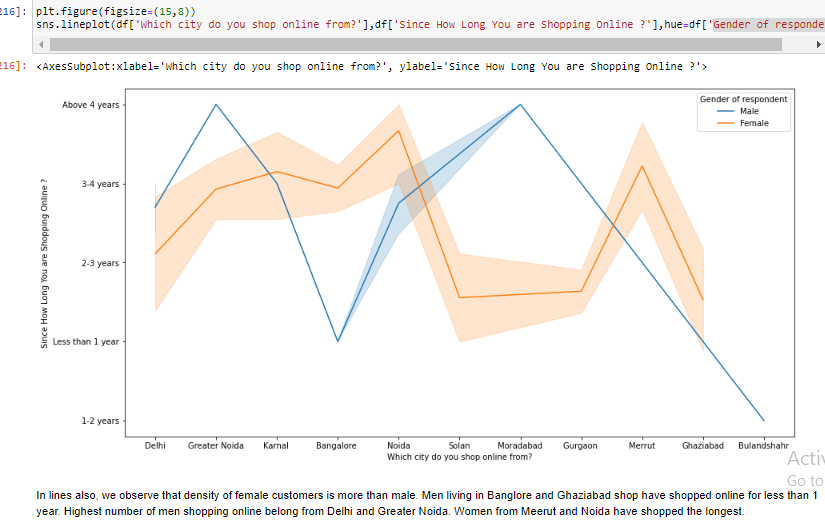 216]: plt.figure(figsize=(15,8))
sns.lineplot(df['Which city do you shop online from?'],df['Since How Long You are Shopping Online ?'],hue=df['Gender of responde
216]: <AxesSubplot:xlabel='Which city do you shop online from?', ylabel='Since How Long You are Shopping Online ?'>
Gender of respondent
Male
Female
Since How Long You are Shopping Online ?
Above 4 years
3-4 years
2-3 years
Less than 1 year
1-2 years
Delhi Greater Noida Karnal Bangalore Noida Solan Moradabad Gurgaon Merrut Ghaziabad Bulandshahr
Which city do you shop online from?
Activ
Go to
In lines also, we observe that density of female customers is more than male. Men living in Banglore and Ghaziabad shop have shopped online for less than 1
year. Highest number of men shopping online belong from Delhi and Greater Noida. Women from Meerut and Noida have shopped the longest.